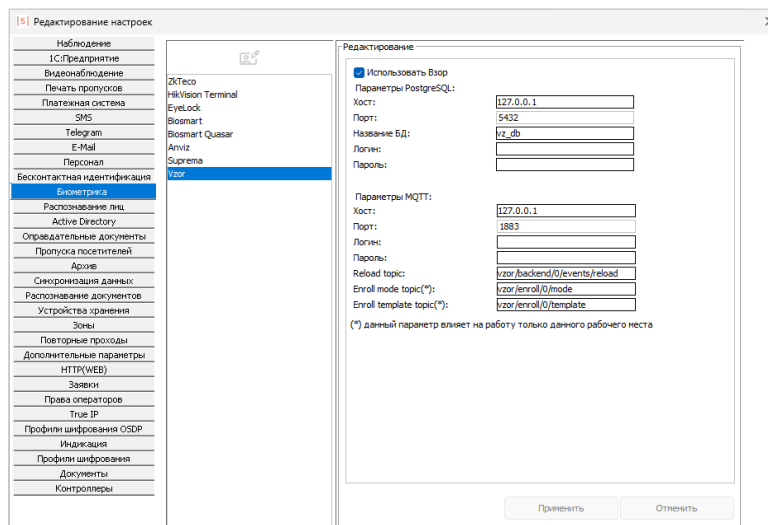 |S| Редактирование настроек
Наблюдение
1С:Предприятие
Видеонаблюдение
Печать пропусков
Платежная система
SMS
Telegram
E-Mail
Персонал
Бесконтактная идентификация
Биометрика
Распознавание лиц
Active Directory
Оправдательные документы
Пропуска посетителей
Архив
Синхронизация данных
Распознавание документов
Устройства хранения
Зоны
Повторные проходы
Дополнительные параметры
HTTP(WEB)
Заявки
Права операторов
True IP
Профили шифрования OSDP
Индикация
Профили шифрования
Документы
Контроллеры
ZkTeco
HikVision Terminal
EyeLock
Biosmart
Biosmart Quasar
Anviz
Suprema
Vzor
Редактирование
Использовать Взор
Параметры PostgreSQL:
Хост: 127.0.0.1
Порт: 5432
Название БД: vz_db
Логин:
Пароль:
Параметры MQTT:
Хост: 127.0.0.1
Порт: 1883
Логин:
Пароль:
Reload topic: vzor/backend/0/events/reload
Enroll mode topic(*): vzor/enroll/0/mode
Enroll template topic(*): vzor/enroll/0/template
(*) данный параметр влияет на работу только данного рабочего места
Применить Отменить